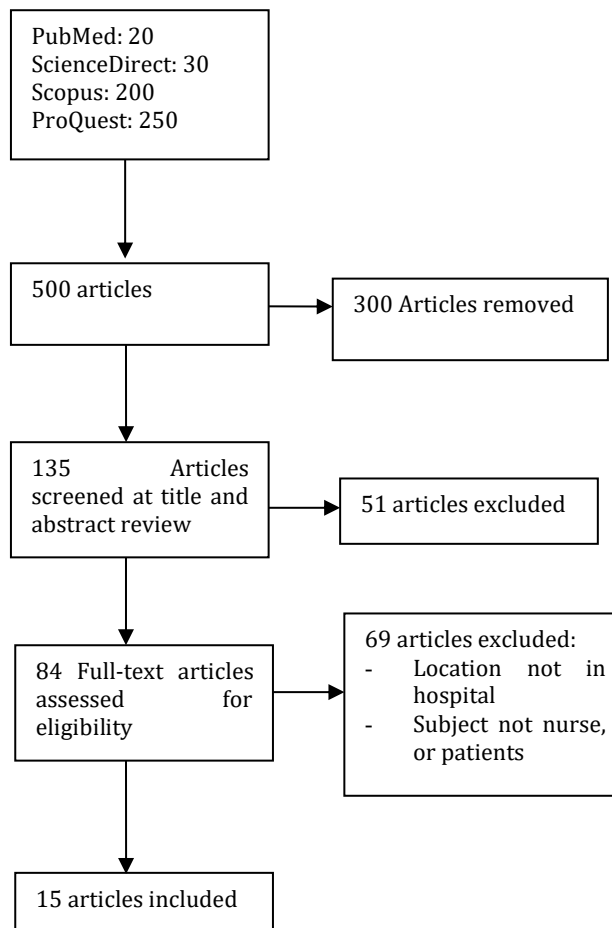 PubMed: 20
ScienceDirect: 30
Scopus: 200
ProQuest: 250
500 articles
300 Articles removed
135 Articles
screened at title and
abstract review
51 articles excluded
84 Full-text articles
assessed for
eligibility
69 articles excluded:
- Location not in
hospital
- Subject not nurse,
or patients
15 articles included